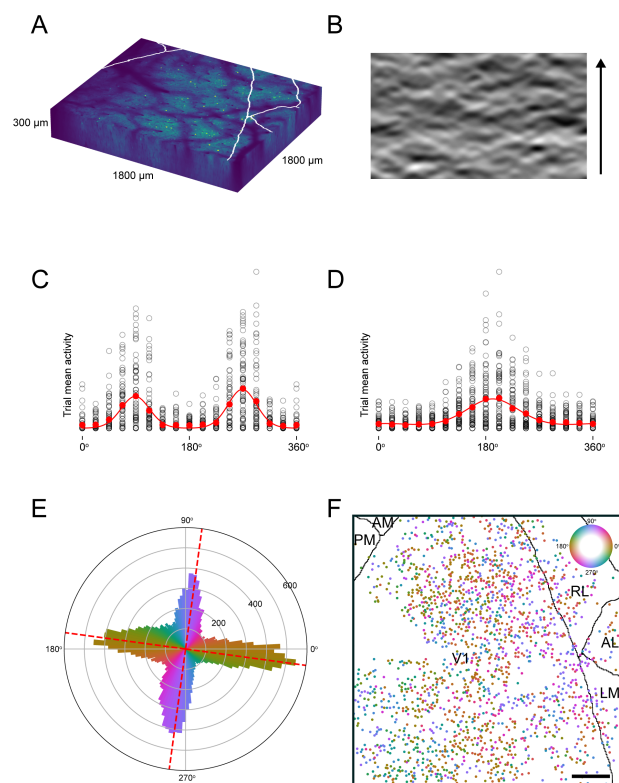 A
B
300 μm
1800 μm
1800 μm
C
D
Trial mean activity
0°
180°
360°
Trial mean activity
0°
180°
360°
E
F
90°
600
400
200
180°
0°
270°
AM
PM
90°
180°
0°
270°
RL
AL
V1
LM